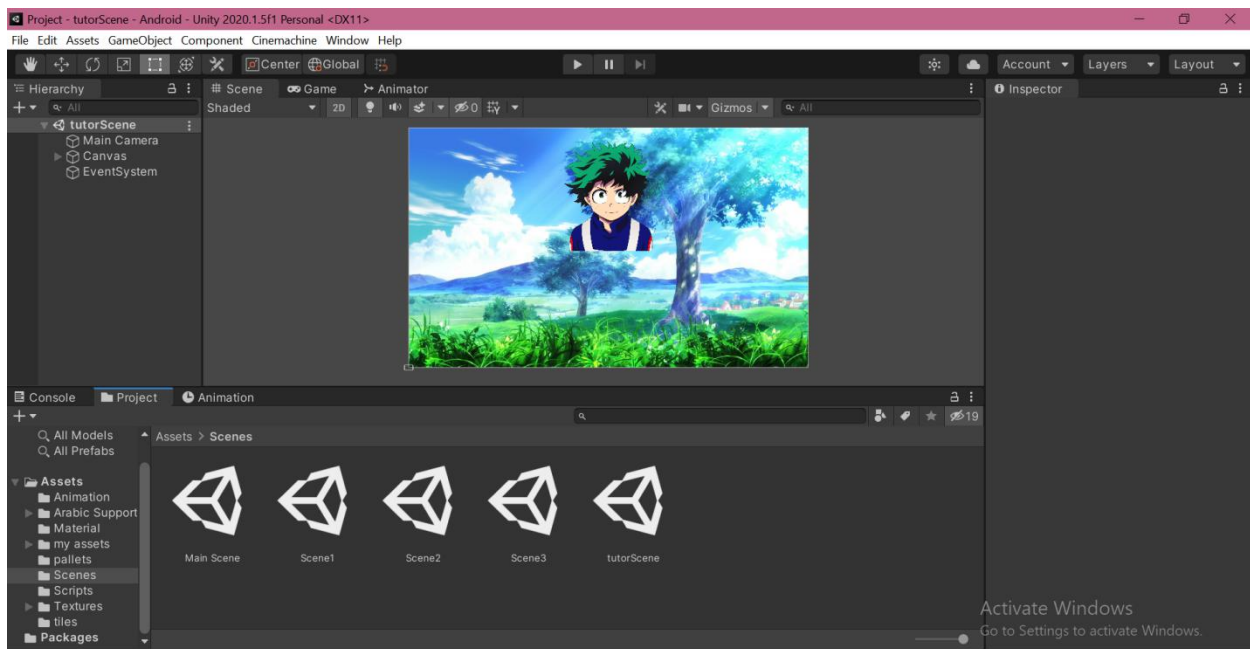 Project - tutorScene - Android - Unity 2020.1.5f1 Personal <DX11>
File Edit Assets GameObject Component Cinemachine Window Help
Center Global Account Layers Layout
Hierarchy Scene Game Animator Inspector
All Shaded 2D 0 Gizmos All
tutorScene
Main Camera
Canvas
EventSystem
Console Project Animation
19
All Models Assets > Scenes
All Prefabs
Assets
Animation
Arabic Support
Material
my assets
pallets Main Scene Scene1 Scene2 Scene3 tutorScene
Scenes
Scripts
Textures
tiles
Packages
Activate Windows
Go to Settings to activate Windows.